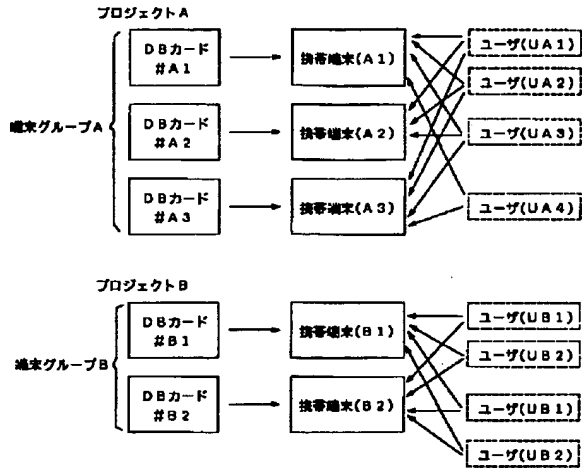 プロジェクトA
DBカード
#A1
携帯端末(A1)
ユーザ(UA1)
ユーザ(UA2)
端末グループA
DBカード
#A2
携帯端末(A2)
ユーザ(UA3)
DBカード
#A3
携帯端末(A3)
ユーザ(UA4)
プロジェクトB
DBカード
#B1
携帯端末(B1)
ユーザ(UB1)
ユーザ(UB2)
端末グループB
DBカード
#B2
携帯端末(B2)
ユーザ(UB1)
ユーザ(UB2)